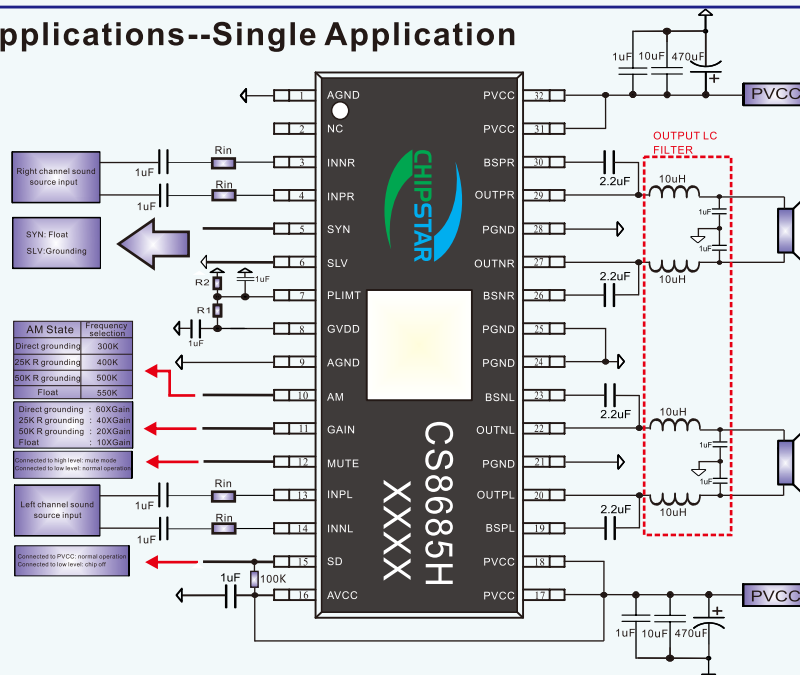 pplications--Single Application
1uF 10uF 470uF
+
PVCC
OUTPUT LC
FILTER
1 AGND PVCC 32
2 NC PVCC 31
Right channel sound
source input
1uF Rin 3 INNR BSPR 30 2.2uF 10uH
1uF Rin 4 INPR OUTPR 29 1uF
SYN: Float
SLV:Grounding
5 SYN PGND 28
6 SLV OUTNR 27 1uF 10uH
R2 1uF
R1
7 PLIMT BSNR 26 2.2uF
1uF 8 GVDD PGND 25
9 AGND PGND 24
10 AM BSNL 23 2.2uF 10uH
11 GAIN OUTNL 22 1uF
12 MUTE PGND 21
13 INPL OUTPL 20 1uF 10uH
14 INNL BSPL 19 2.2uF
15 SD PVCC 18
16 AVCC PVCC 17
CHIPSTAR
CS8685H
XXXX
AM State Frequency
selection
Direct grounding 300K
25K R grounding 400K
50K R grounding 500K
Float 550K
Direct grounding : 60XGain
25K R grounding : 40XGain
50K R grounding : 20XGain
Float : 10XGain
Connected to high level: mute mode
Connected to low level: normal operation
Left channel sound
source input
1uF Rin
1uF Rin
Connected to PVCC: normal operation
Connected to low level: chip off
1uF 100K
PVCC
+
1uF 10uF 470uF